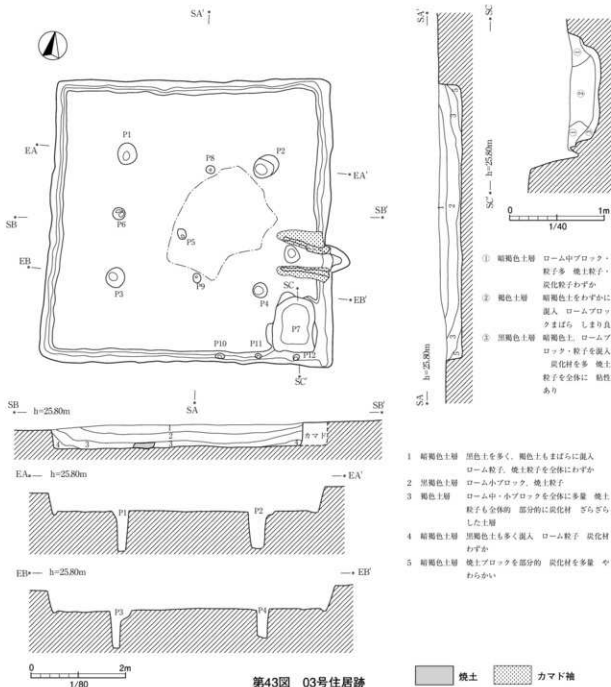 SA'
SA'
SC'
P1
P8
P2
EA
EA'
P6
P5
SB
SB'
EB
P3
P9
P4
SC
EB'
P7
P10
P11
P12
SC'
SA
1
2
3
3
5
5
h=25.80m
SA
①
②
①
③
SC'
h=25.80m
0 1m
1/40
① 暗褐色土層 ローム中ブロック・
粒子多 焼土粒子・
炭化粒子わずか
② 褐色土層 暗褐色土をわずかに
混入 ロームブロッ
クまばら しまり良
③ 黒褐色土層 暗褐色土、ロームブ
ロック・粒子を混入
炭化材を多 焼土
粒子を全体に 粘性
あり
SB h=25.80m SB'
1
2
4 3 3 4
カマド
EA h=25.80m EA'
P1 P2
EB h=25.80m EB'
P3 P4
0 2m
1/80
1 暗褐色土層 黒色土を多く、褐色土もまばらに混入
ローム粒子、焼土粒子を全体にわずか
2 黒褐色土層 ローム小ブロック、焼土粒子
3 褐色土層 ローム中・小ブロックを全体に多量 焼土
粒子も全体的 部分的に炭化材 ざらざら
した土層
4 暗褐色土層 黒褐色土も多く混入 ローム粒子 炭化材
わずか
5 暗褐色土層 焼土ブロックを部分的 炭化材を多量 や
わらかい
第43図 03号住居跡
焼土 カマド袖